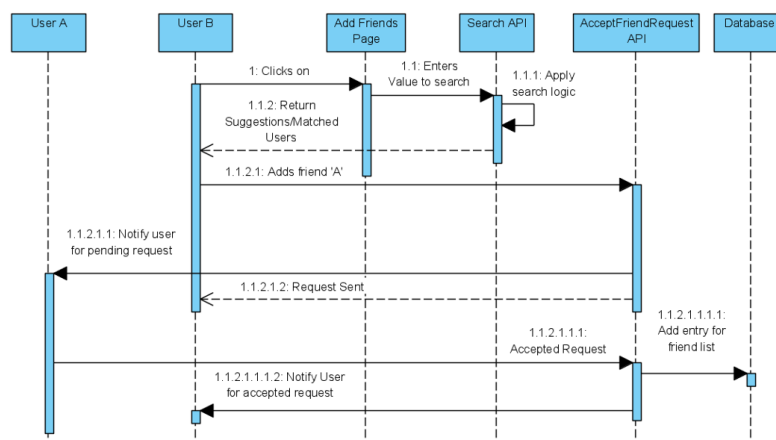 User A
User B
Add Friends
Page
Search API
AcceptFriendRequest
API
Database
1: Clicks on
1.1: Enters
Value to search
1.1.1: Apply
search logic
1.1.2: Return
Suggestions/Matched
Users
1.1.2.1: Adds friend 'A'
1.1.2.1.1: Notify user
for pending request
1.1.2.1.2: Request Sent
1.1.2.1.1.1:
Accepted Request
1.1.2.1.1.1.1:
Add entry for
friend list
1.1.2.1.1.1.2: Notify User
for accepted request